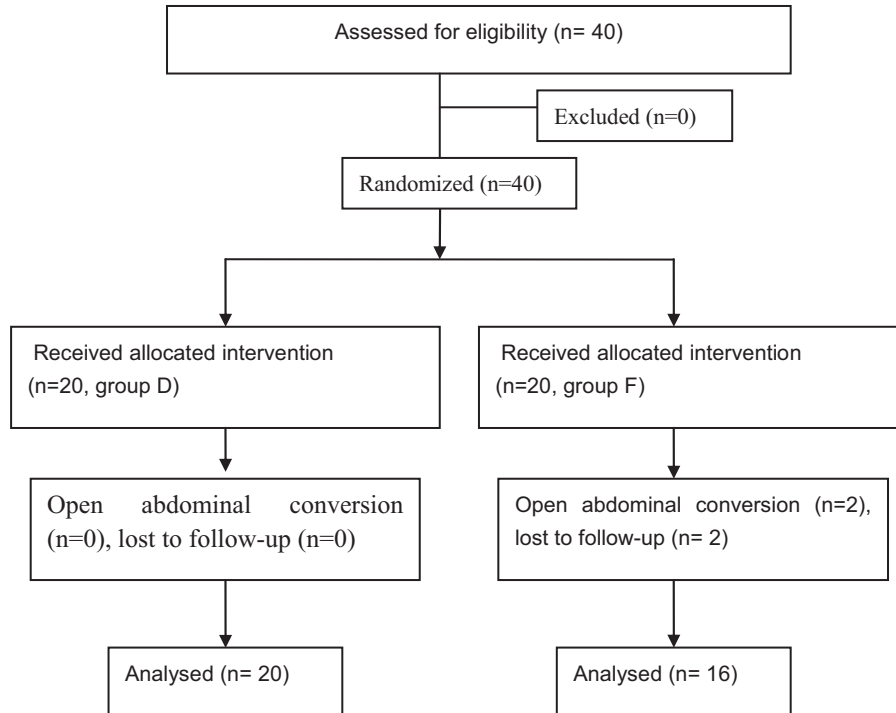 Assessed for eligibility (n= 40)
Excluded (n=0)
Randomized (n=40)
Received allocated intervention
(n=20, group D)
Received allocated intervention
(n=20, group F)
Open abdominal conversion
(n=0), lost to follow-up (n=0)
Open abdominal conversion (n=2),
lost to follow-up (n= 2)
Analysed (n= 20)
Analysed (n= 16)